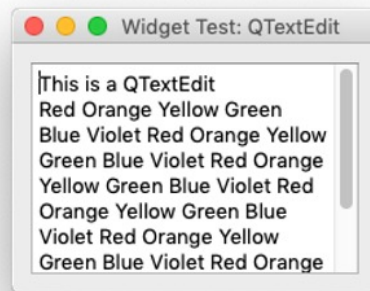 Widget Test: QTextEdit
This is a QTextEdit
Red Orange Yellow Green
Blue Violet Red Orange Yellow
Green Blue Violet Red Orange
Yellow Green Blue Violet Red
Orange Yellow Green Blue
Violet Red Orange Yellow
Green Blue Violet Red Orange